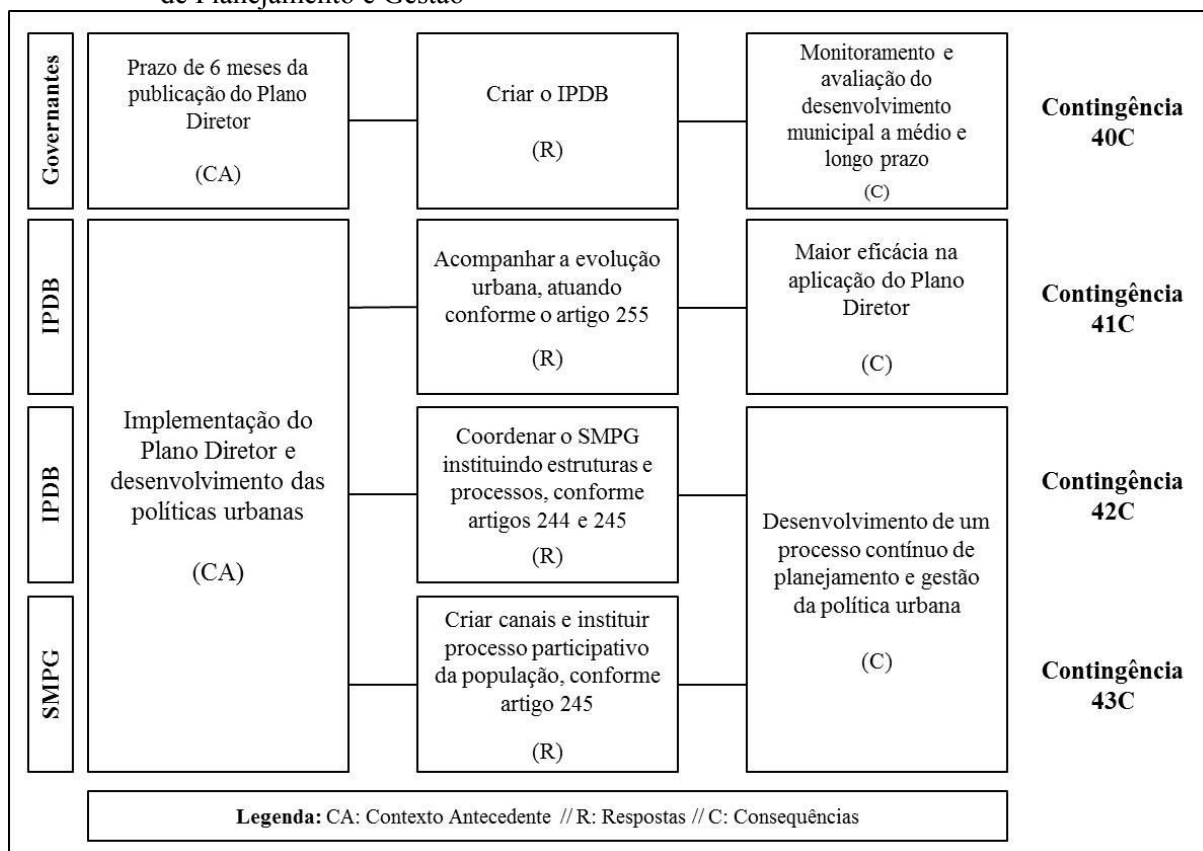 de Planejamento e Gestão
Governantes
Prazo de 6 meses da
publicação do Plano
Diretor
(CA)
Criar o IPDB
(R)
Monitoramento e
avaliação do
desenvolvimento
municipal a médio e
longo prazo
(C)
Contingência
40C
IPDB
Implementação do
Plano Diretor e
desenvolvimento das
políticas urbanas
(CA)
Acompanhar a evolução
urbana, atuando
conforme o artigo 255
(R)
Maior eficácia na
aplicação do Plano
Diretor
(C)
Contingência
41C
IPDB
Coordenar o SMPG
instituindo estruturas e
processos, conforme
artigos 244 e 245
(R)
Desenvolvimento de um
processo contínuo de
planejamento e gestão
da política urbana
(C)
Contingência
42C
SMPG
Criar canais e instituir
processo participativo
da população, conforme
artigo 245
(R)
Contingência
43C
Legenda: CA: Contexto Antecedente // R: Respostas // C: Consequências